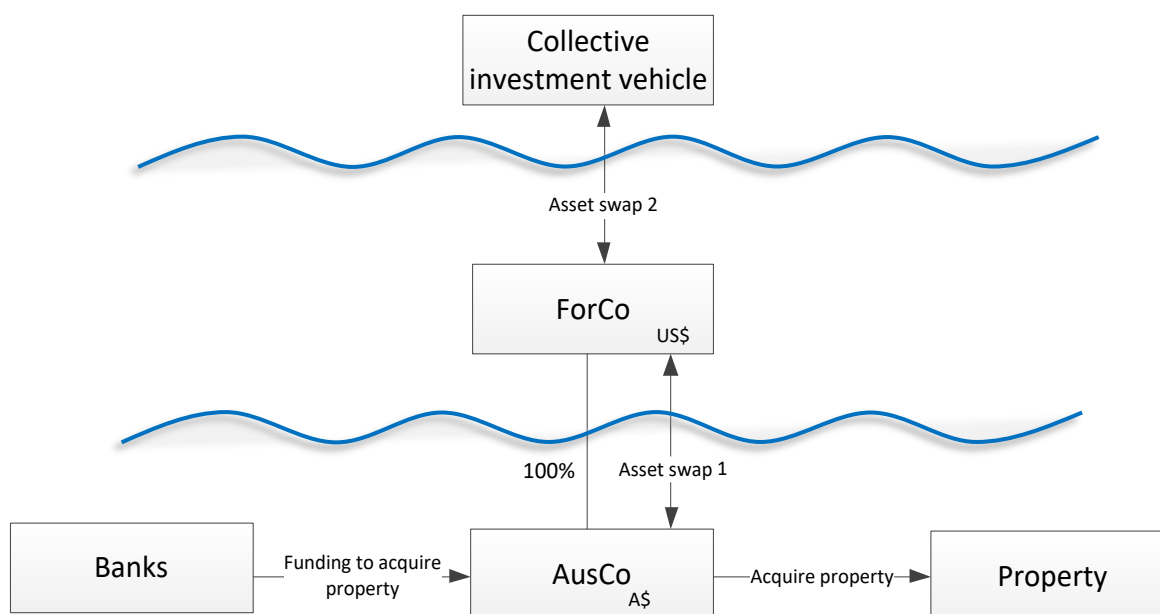 Collective
investment vehicle
Asset swap 2
ForCo
US$
100%
Asset swap 1
Banks
Funding to acquire
property
AusCo
A$
Acquire property
Property